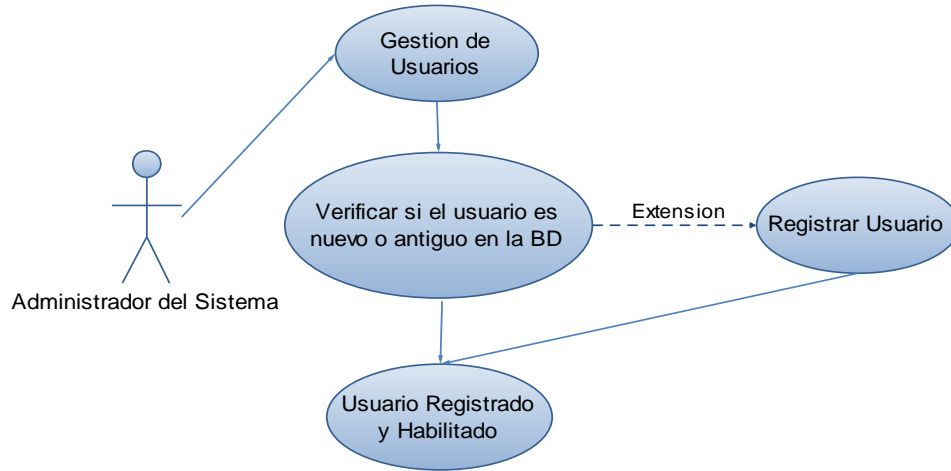 Gestion de
Usuarios
Verificar si el usuario es
nuevo o antiguo en la BD
Extension
Registrar Usuario
Administrador del Sistema
Usuario Registrado
y Habilitado